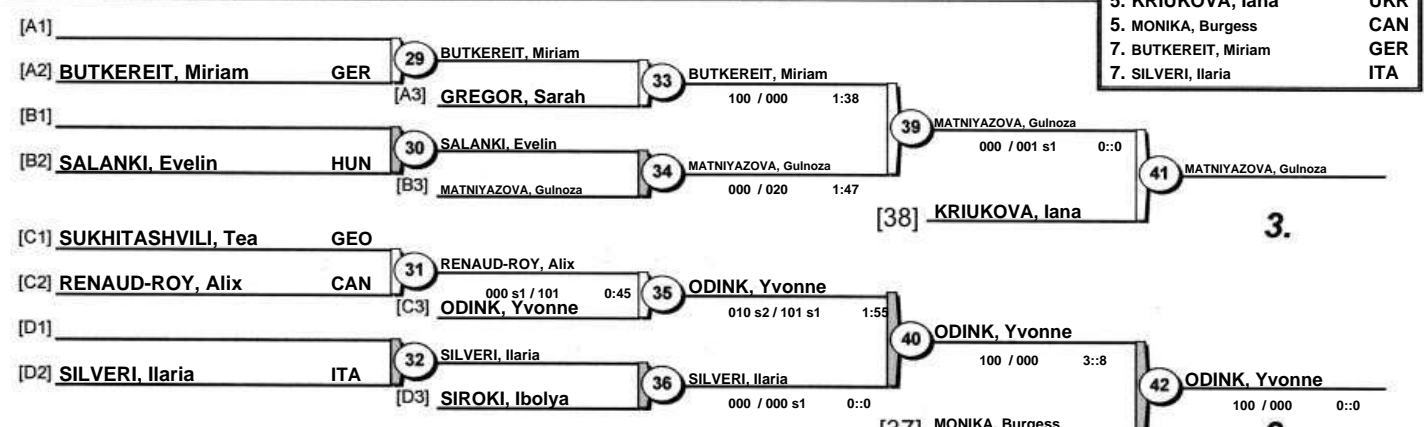 5. KRIUKOVA, Iana UKR
5. MONIKA, Burgess CAN
7. BUTKEREIT, Miriam GER
7. SILVERI, Ilaria ITA
[A1]
[A2] BUTKEREIT, Miriam GER
29 BUTKEREIT, Miriam
[A3] GREGOR, Sarah
33 BUTKEREIT, Miriam
100 / 000 1:38
[B1]
[B2] SALANKI, Evelin HUN
30 SALANKI, Evelin
[B3] MATNIYAZOVA, Gulnoza
34 MATNIYAZOVA, Gulnoza
000 / 020 1:47
39 MATNIYAZOVA, Gulnoza
000 / 001 s1 0::0
[38] KRIUKOVA, Iana
41 MATNIYAZOVA, Gulnoza
3.
[C1] SUKHITASHVILI, Tea GEO
[C2] RENAUD-ROY, Alix CAN
31 RENAUD-ROY, Alix
000 s1 / 101 0:45
[C3] ODINK, Yvonne
35 ODINK, Yvonne
010 s2 / 101 s1 1:55
[D1]
[D2] SILVERI, Ilaria ITA
32 SILVERI, Ilaria
[D3] SIROKI, Ibolya
36 SILVERI, Ilaria
000 / 000 s1 0::0
40 ODINK, Yvonne
100 / 000 3::8
[37] MONIKA, Burgess
42 ODINK, Yvonne
100 / 000 0::0